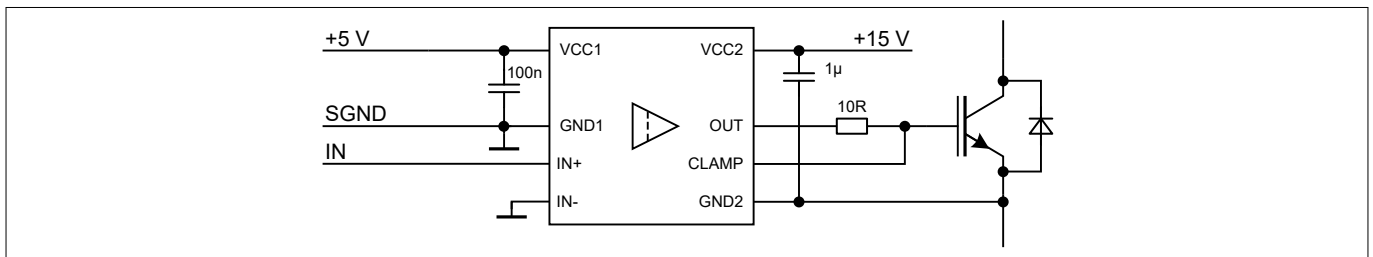 +5 V
VCC1
VCC2
+15 V
100n
1µ
10R
SGND
GND1
OUT
IN
IN+
CLAMP
IN-
GND2